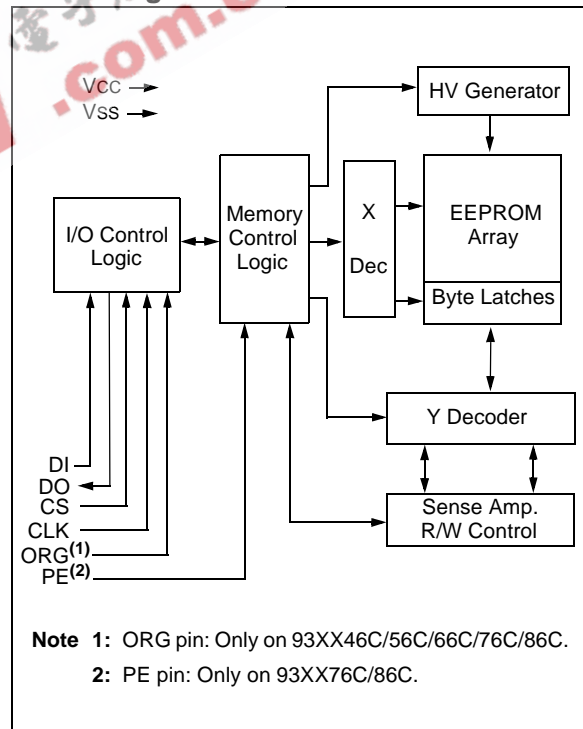 .com
Vcc
Vss
HV Generator
I/O Control
Logic
Memory
Control
Logic
X
Dec
EEPROM
Array
Byte Latches
Y Decoder
Sense Amp.
R/W Control
DI
DO
CS
CLK
ORG(1)
PE(2)
Note 1: ORG pin: Only on 93XX46C/56C/66C/76C/86C.
2: PE pin: Only on 93XX76C/86C.